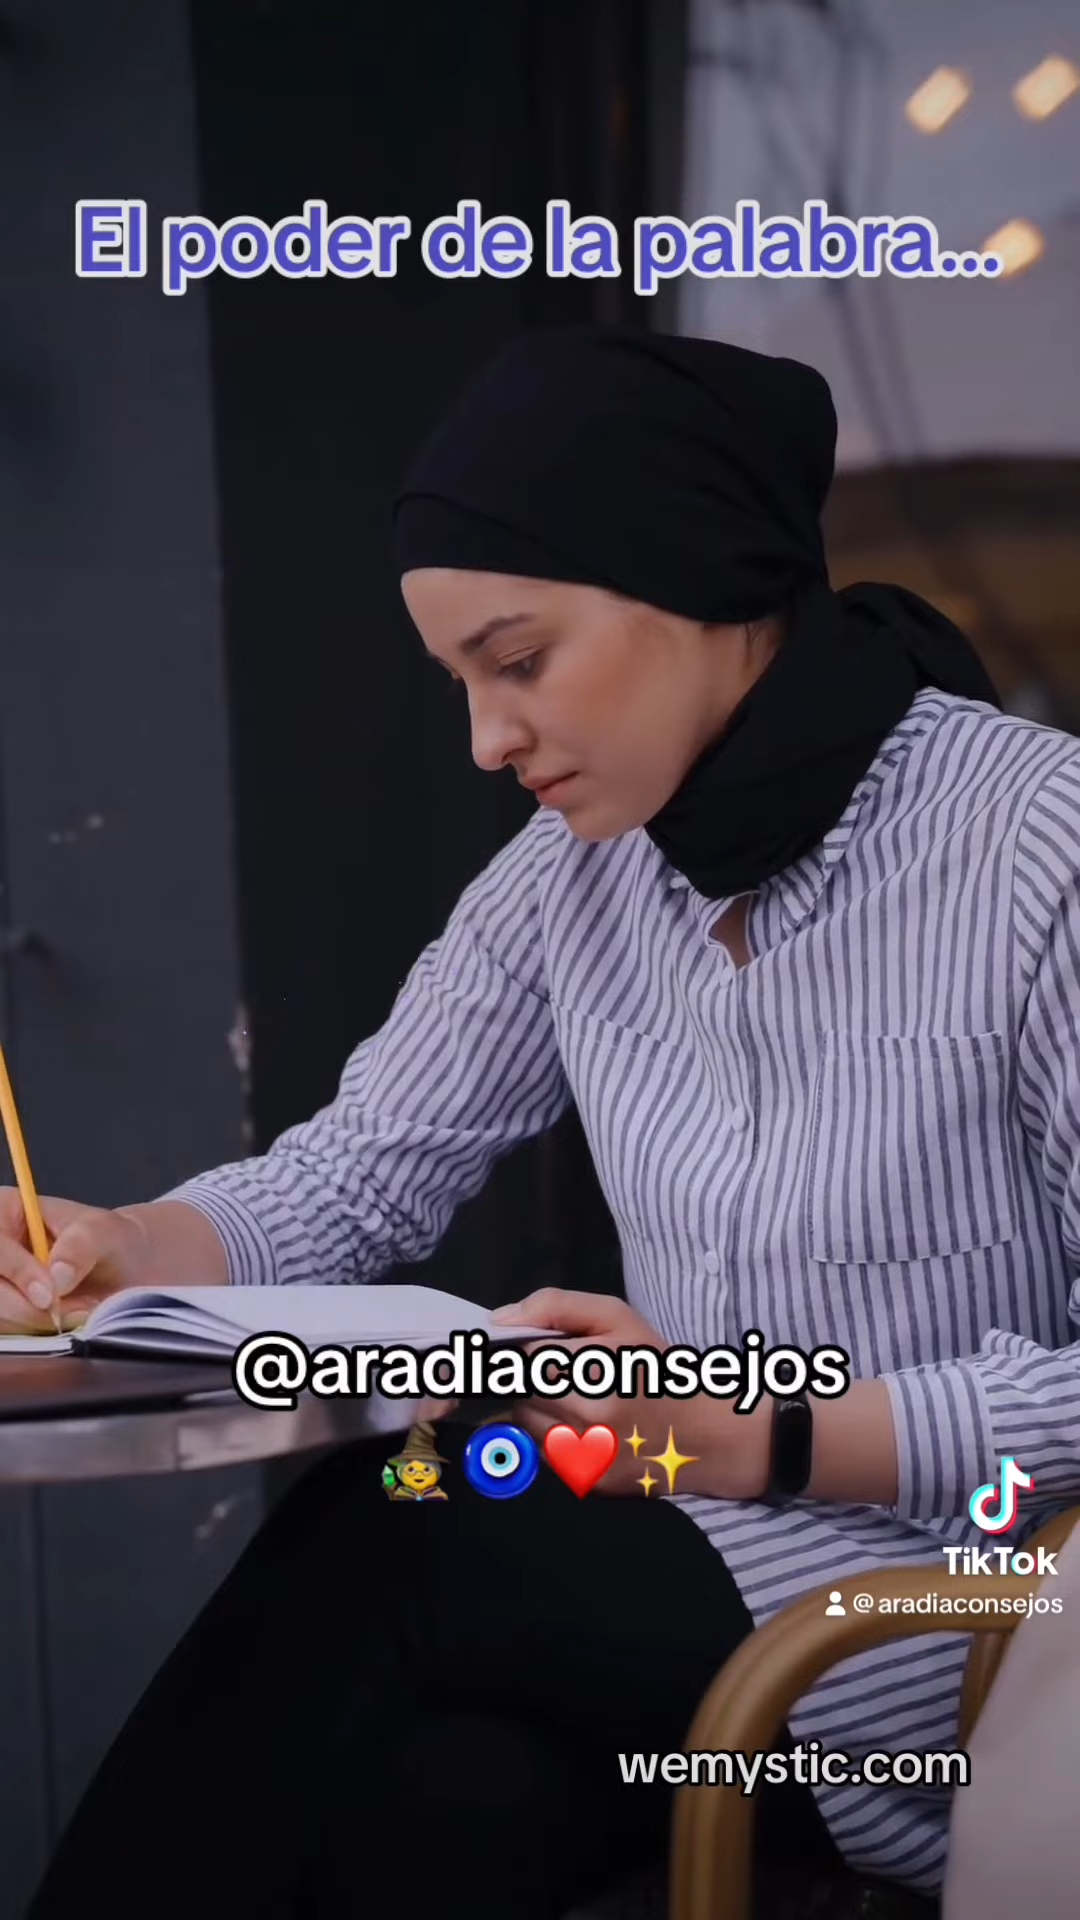 El poder de la palabra...
@aradiaconsejos
🧙🧿❤️✨
TikTok
@aradiaconsejos
wemystic.com